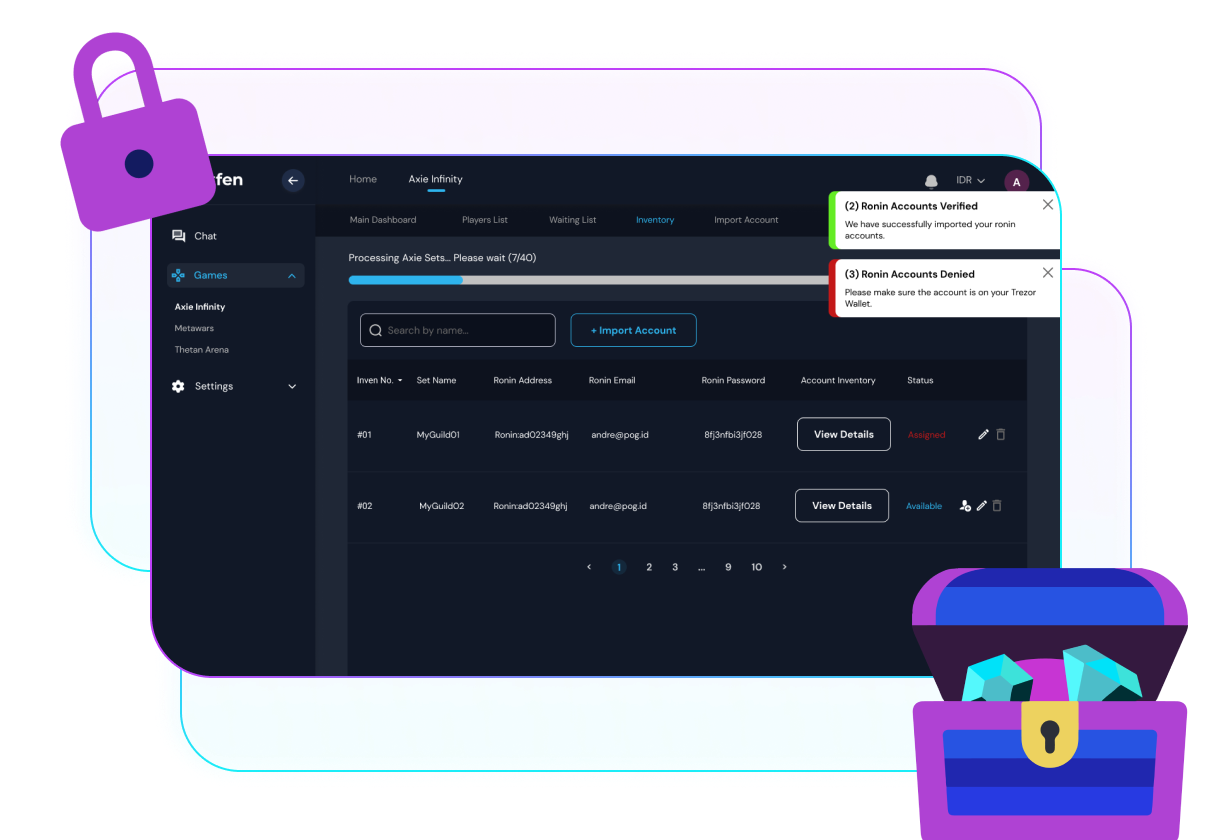 fen
Home Axie Infinity IDR A
Main Dashboard Players List Waiting List Inventory Import Account
Chat
Games
Axie Infinity
Metawars
Thetan Arena
Settings
(2) Ronin Accounts Verified
We have successfully imported your ronin
accounts.
(3) Ronin Accounts Denied
Please make sure the account is on your Trezor
Wallet.
Processing Axie Sets... Please wait (7/40)
Search by name... + Import Account
Inven No. Set Name Ronin Address Ronin Email Ronin Password Account Inventory Status
#01 MyGuild01 Ronin:ad02349ghj andre@pog.id 8fj3nfbi3jf028 View Details Assigned
#02 MyGuild02 Ronin:ad02349ghj andre@pog.id 8fj3nfbi3jf028 View Details Available
< 1 2 3 ... 9 10 >